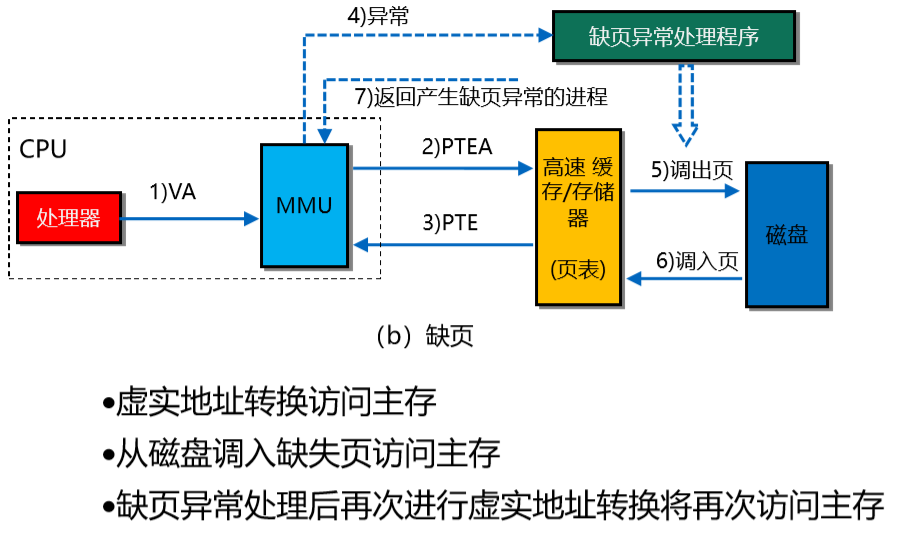 4)异常
缺页异常处理程序
7)返回产生缺页异常的进程
CPU
2)PTEA
高速 缓
存/存储
器
(页表)
5)调出页
1)VA
MMU
处理器
3)PTE
磁盘
6)调入页
（b）缺页
•虚实地址转换访问主存
•从磁盘调入缺失页访问主存
•缺页异常处理后再次进行虚实地址转换将再次访问主存